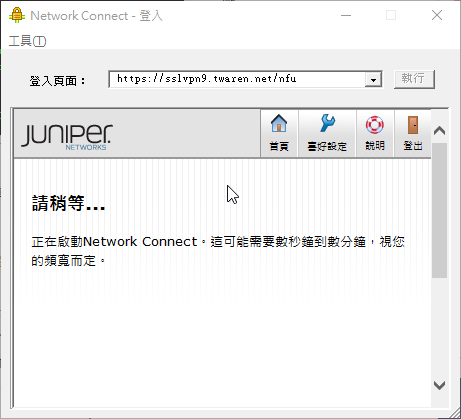 Network Connect - 登入
工具(T)
登入頁面： https://sslvpn9.twaren.net/nfu 執行
JUNIPER
NETWORKS
首頁 喜好設定 說明 登出
請稍等...
正在啟動Network Connect。這可能需要數秒鐘到數分鐘，視您
的頻寬而定。